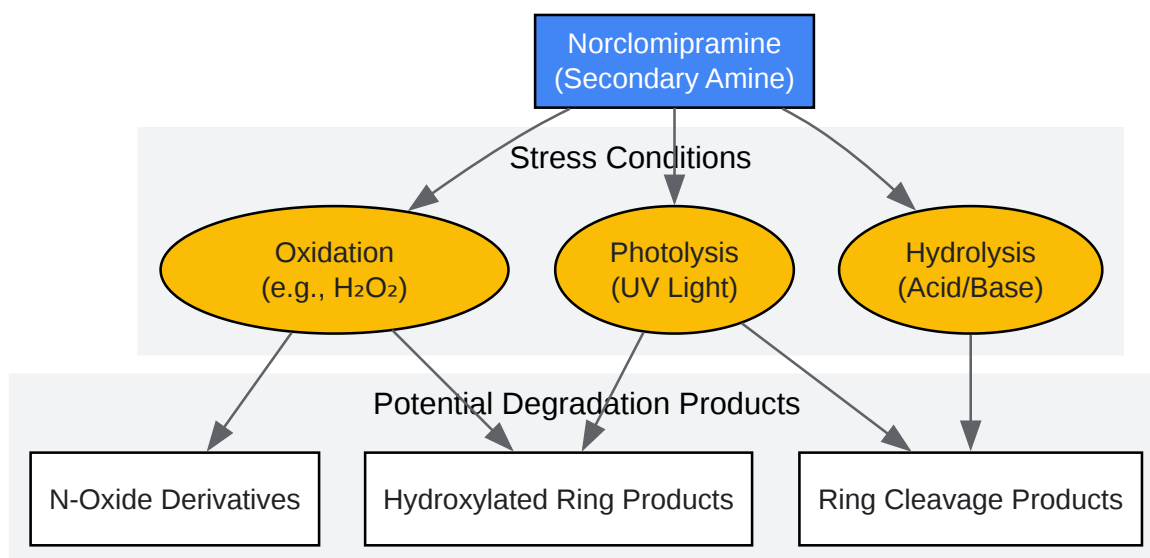 Norclomipramine
(Secondary Amine)
Stress Conditions
Oxidation
(e.g., H₂O₂)
Photolysis
(UV Light)
Hydrolysis
(Acid/Base)
Potential Degradation Products
N-Oxide Derivatives
Hydroxylated Ring Products
Ring Cleavage Products